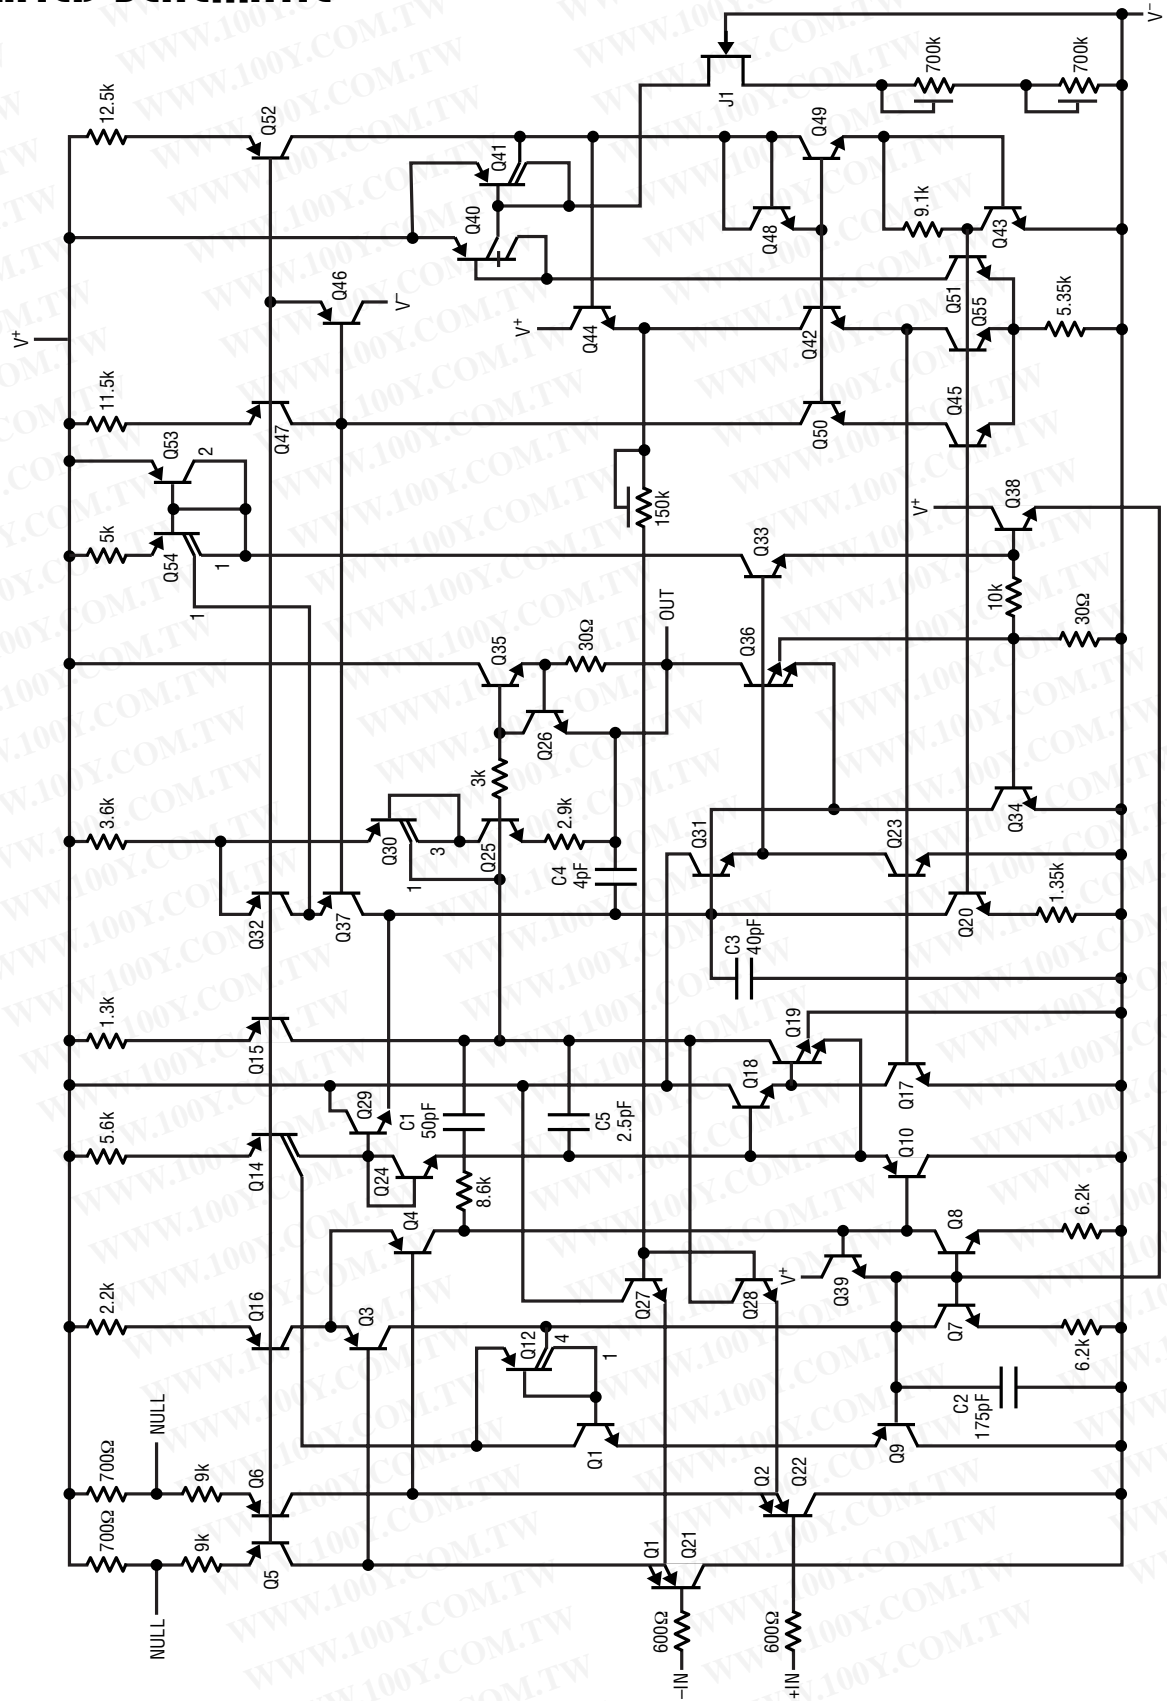 V+
700Ω
700Ω
2.2k
5.6k
1.3k
3.6k
5k
11.5k
12.5k
NULL
NULL
Q53
2
9k
9k
Q54
1
1
Q5
Q6
Q16
Q14
Q15
Q32
Q47
Q52
Q37
Q46
Q3
Q24
Q29
Q4
C1
50pF
Q30
1
3
V–
8.6k
3k
Q25
Q35
Q40
Q41
Q12
4
1
Q26
2.9k
30Ω
C4
4pF
V+
Q44
Q1
C5
2.5pF
Q27
Q1
Q21
OUT
150k
–IN
600Ω
+IN
600Ω
Q2
Q22
Q28
V+
Q18
Q19
C3
40pF
Q31
Q36
Q33
Q48
Q49
J1
Q39
Q42
Q50
Q9
Q7
Q8
Q10
Q17
Q23
Q20
V+
Q45
Q51
Q55
9.1k
Q43
700k
C2
175pF
6.2k
6.2k
1.35k
Q34
10k
30Ω
Q38
5.35k
700k
V–
WWW.100Y.COM.TW